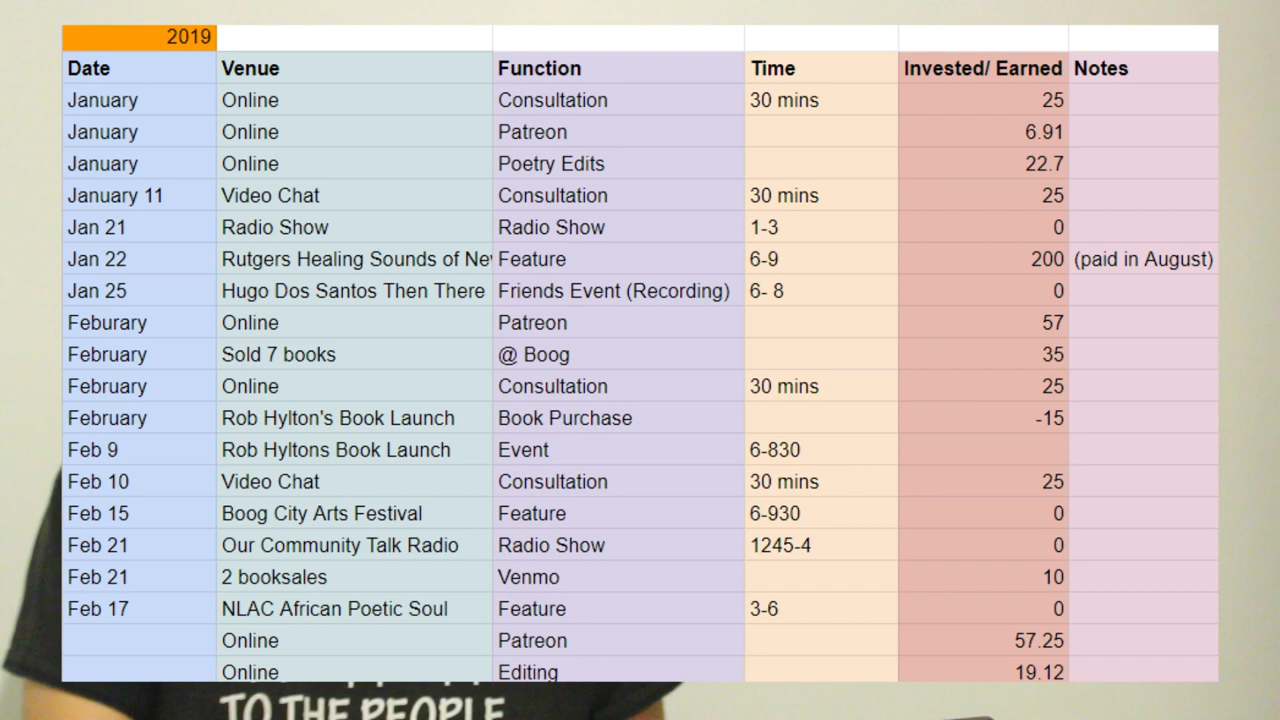 2019
Date Venue Function Time Invested/ Earned Notes
January Online Consultation 30 mins 25
January Online Patreon 6.91
January Online Poetry Edits 22.7
January 11 Video Chat Consultation 30 mins 25
Jan 21 Radio Show Radio Show 1-3 0
Jan 22 Rutgers Healing Sounds of Feature 6-9 200 (paid in August)
Jan 25 Hugo Dos Santos Then There Friends Event (Recording) 6- 8 0
Feburary Online Patreon 57
February Sold 7 books @ Boog 35
February Online Consultation 30 mins 25
February Rob Hylton's Book Launch Book Purchase -15
Feb 9 Rob Hyltons Book Launch Event 6-830
Feb 10 Video Chat Consultation 30 mins 25
Feb 15 Boog City Arts Festival Feature 6-930 0
Feb 21 Our Community Talk Radio Radio Show 1245-4 0
Feb 21 2 booksales Venmo 10
Feb 17 NLAC African Poetic Soul Feature 3-6 0
Online Patreon 57.25
Online Editing 19.12
TO THE PEOPLE